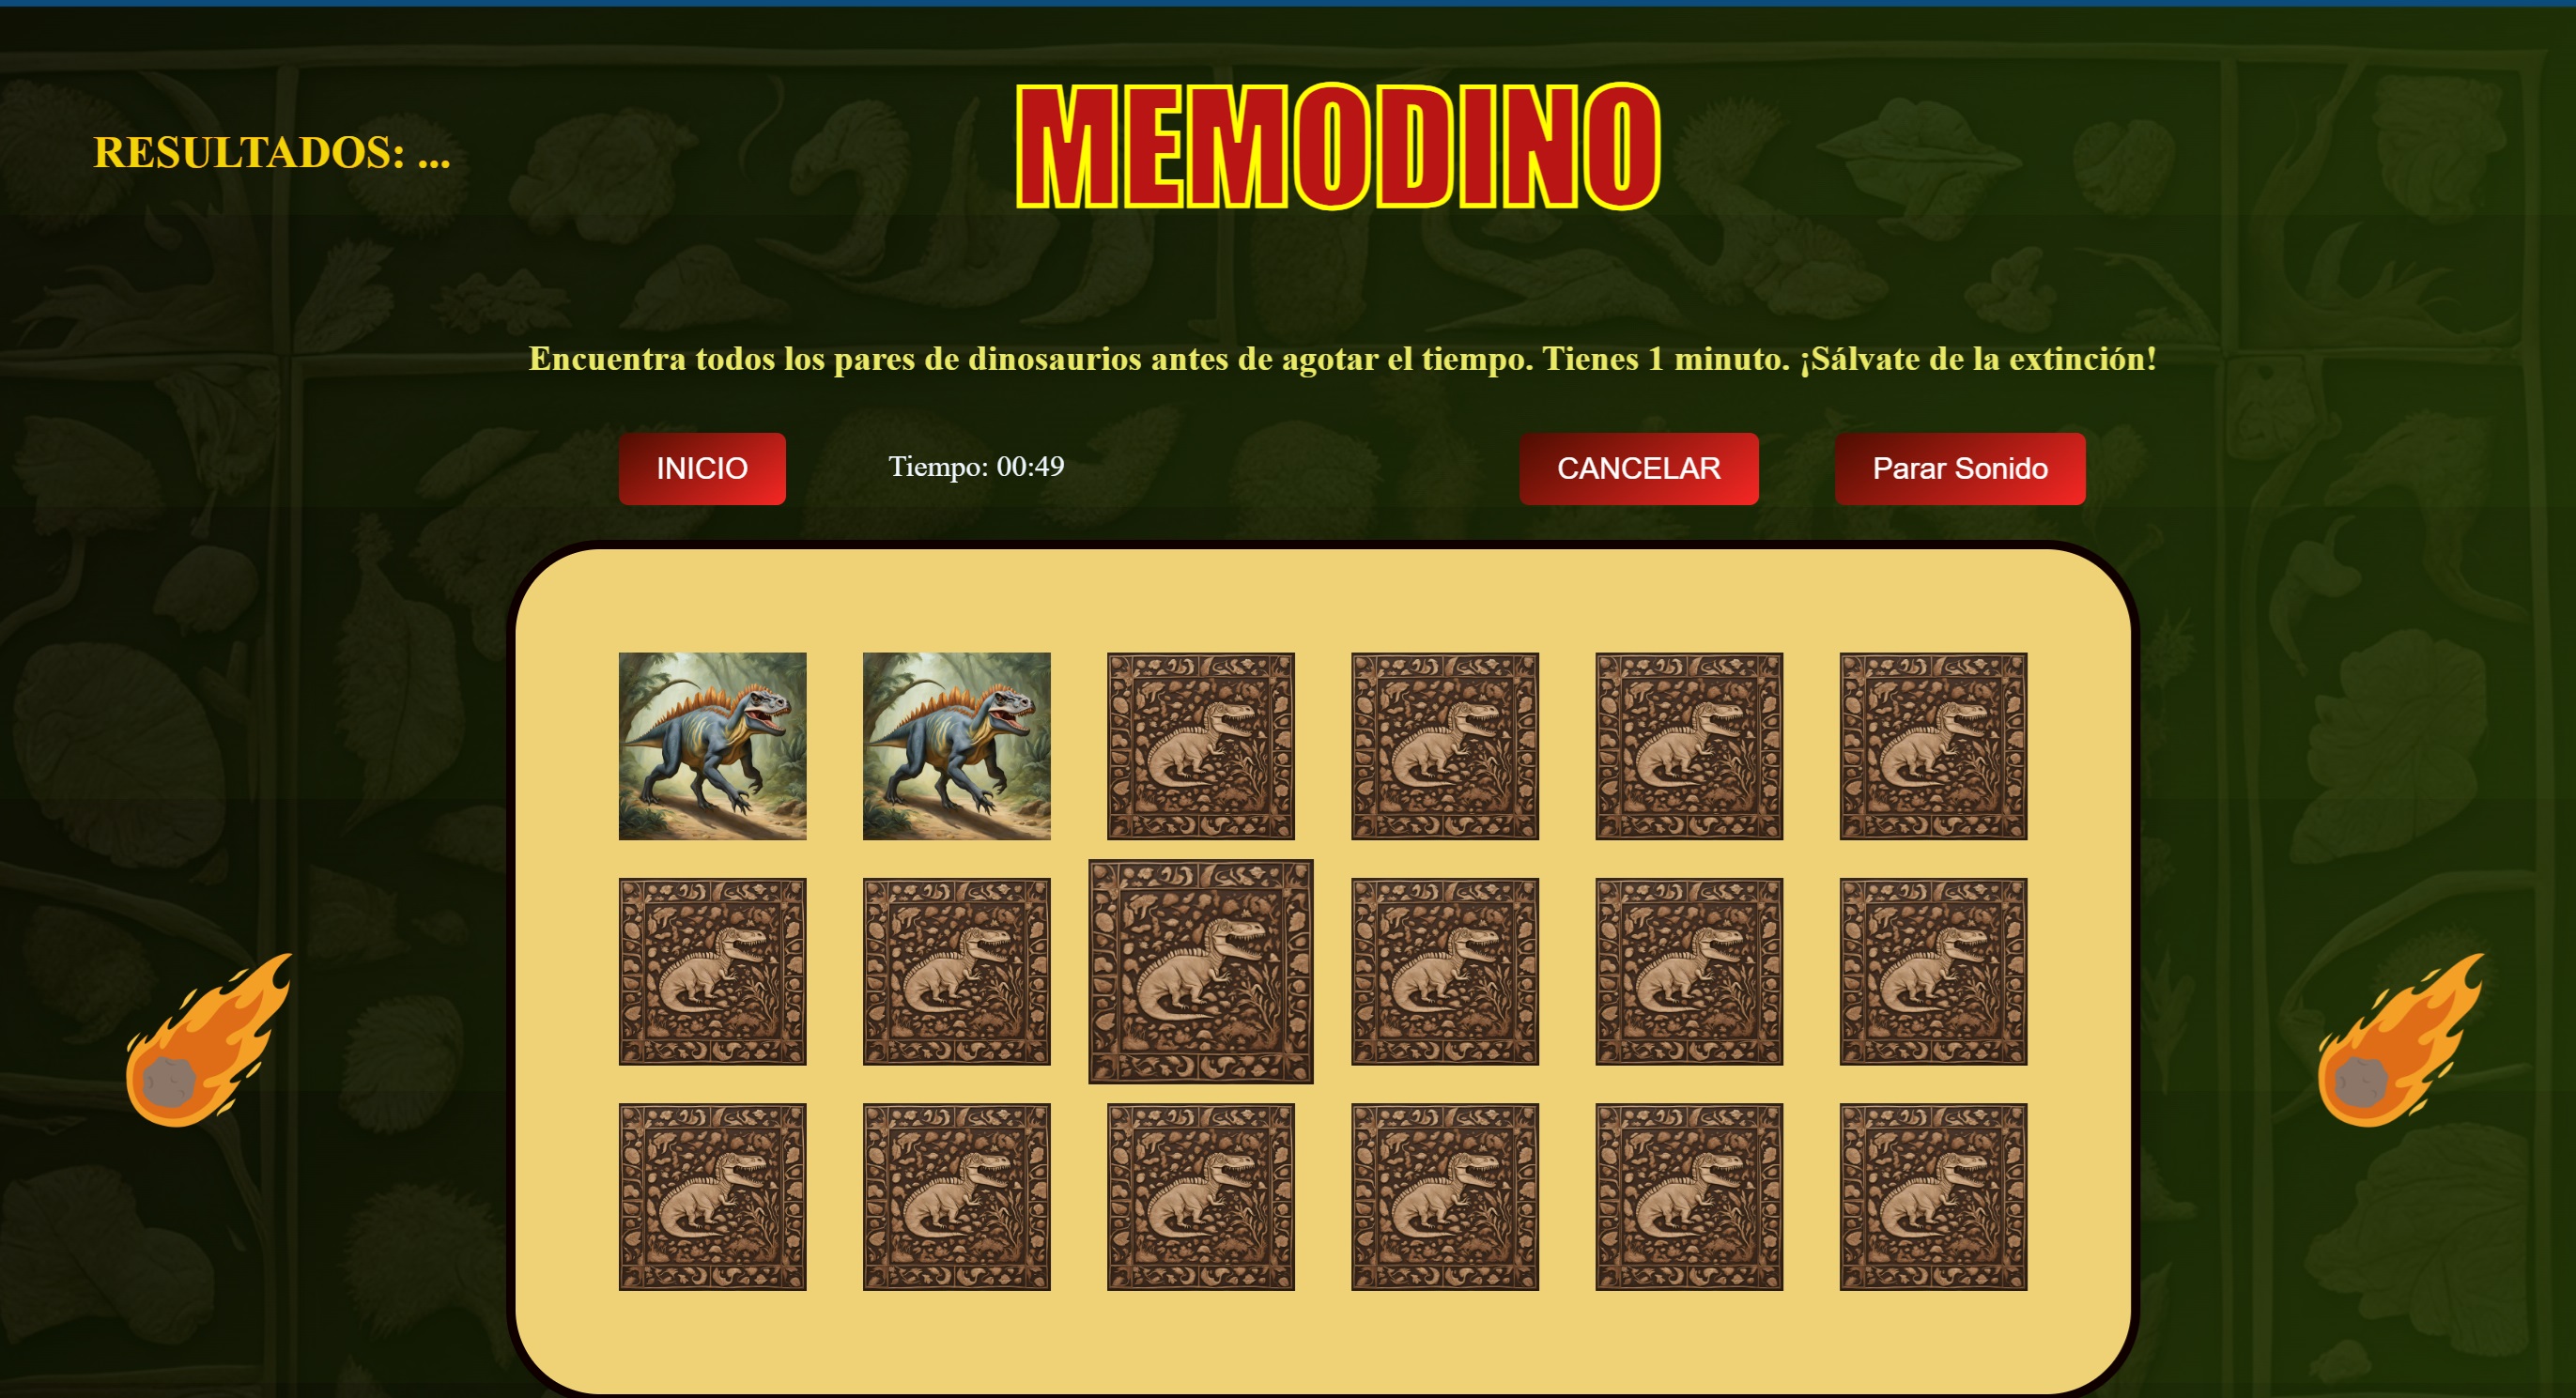 RESULTADOS: ...
MEMODINO
Encuentra todos los pares de dinosaurios antes de agotar el tiempo. Tienes 1 minuto. ¡Sálvate de la extinción!
INICIO
Tiempo: 00:49
CANCELAR
Parar Sonido